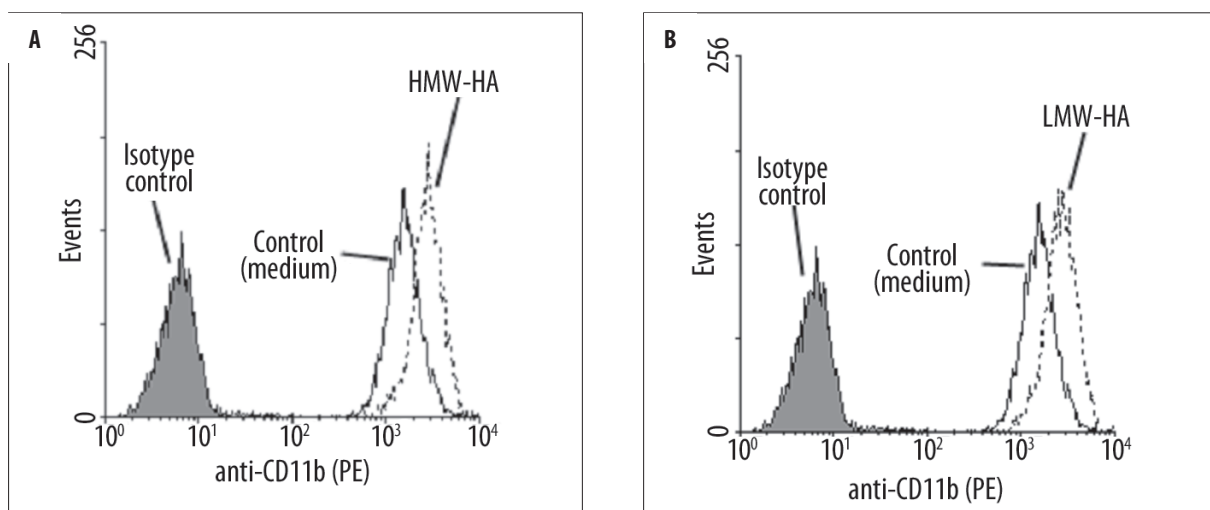 A
256
HMW-HA
Isotype
control
Control
(medium)
Events
0
10⁰ 10¹ 10² 10³ 10⁴
anti-CD11b (PE)
B
256
LMW-HA
Isotype
control
Control
(medium)
Events
0
10⁰ 10¹ 10² 10³ 10⁴
anti-CD11b (PE)